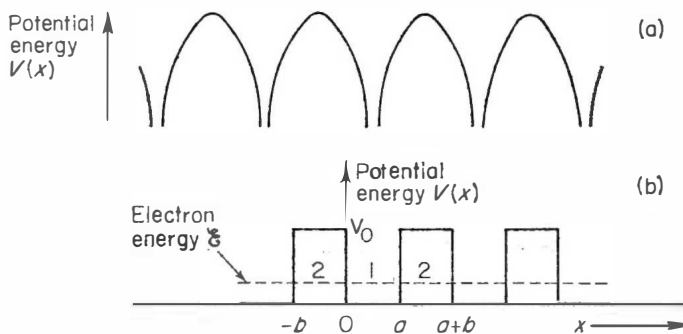 Potential
energy
V(x)
(a)
Potential
energy V(x)
(b)
Electron
energy ℰ
V₀
2 1 2
-b 0 a a+b x